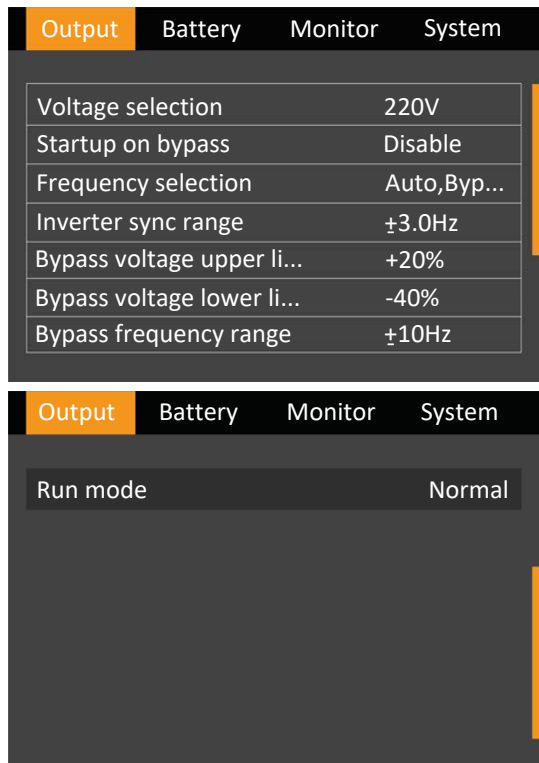 Output Battery Monitor System
Voltage selection 220V
Startup on bypass Disable
Frequency selection Auto,Byp...
Inverter sync range ±3.0Hz
Bypass voltage upper li... +20%
Bypass voltage lower li... -40%
Bypass frequency range ±10Hz
Output Battery Monitor System
Run mode Normal